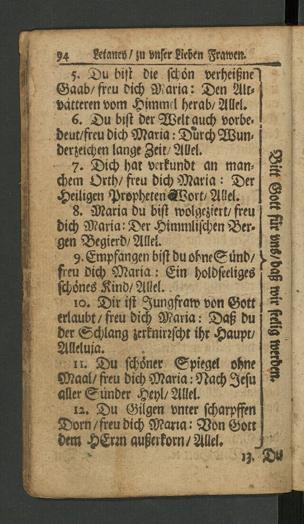 94 Letaney/ zu vnser Lieben Frawen.
5. Du bist die schön verheißne
Gaab/ freu dich Maria: Den Alt-
vätteren vom Himmel herab/ Allel.
6. Du bist der Welt auch vorbe-
deut/ freu dich Maria: Durch Wun-
derzeichen lange Zeit/ Allel.
7. Dich hat verkundt an man-
chem Orth/ freu dich Maria: Der
Heiligen Propheten Wort/ Allel.
8. Maria du bist wolgeziert/ freu
dich Maria: Der Himmlischen Ber-
gen Begierd/ Allel.
9. Empfangen bist du ohne Sünd/
freu dich Maria: Ein holdseeliges
schönes Kind/ Allel.
10. Dir ist Jungfraw von Gott
erlaubt/ freu dich Maria: Daß du
der Schlang zerknirscht ihr Haupt/
Alleluja.
11. Du schöner Spiegel ohne
Maal/ freu dich Maria: Nach Jesu
aller Sünder Heyl/ Allel.
12. Du Gilgen vnter scharpffen
Dorn/ freu dich Maria: Von Gott
dem HErrn außerkorn/ Allel.
Bitt Gott für vns/ daß wir seelig werden.
13. Du